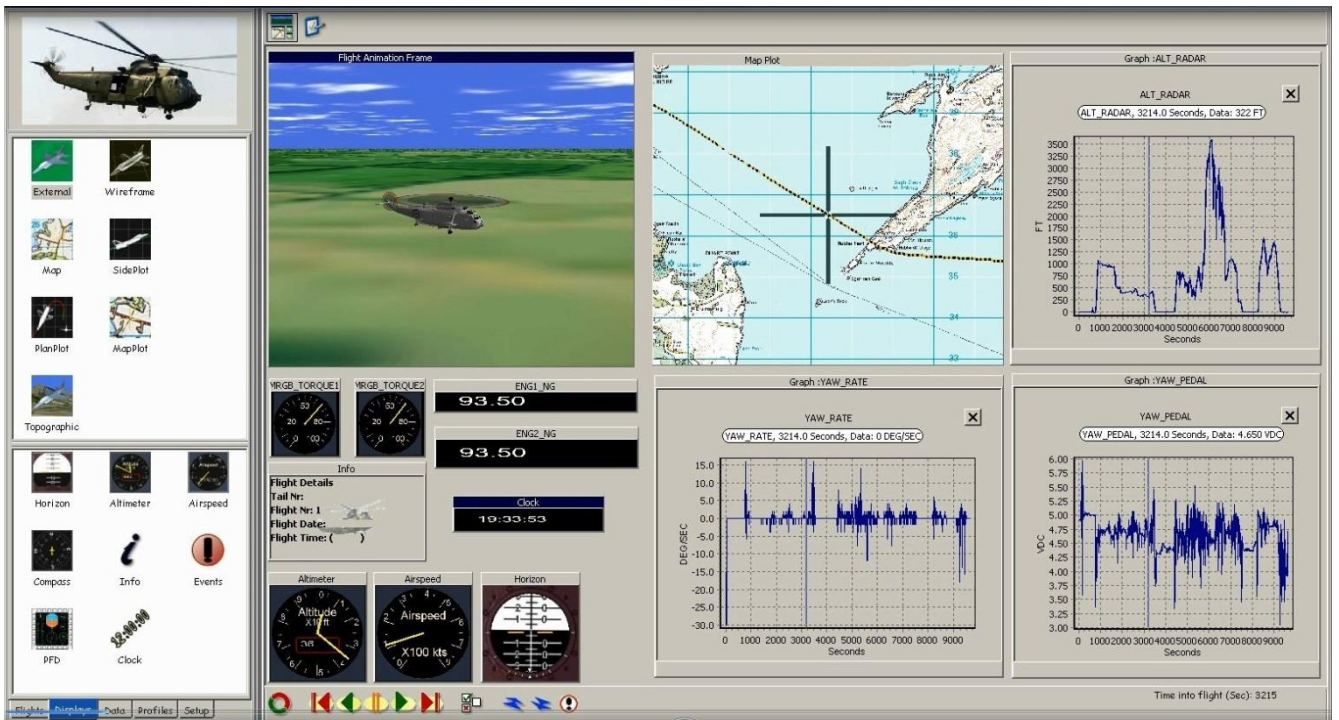 External
Wireframe
Map
SidePlot
PlanPlot
MapPlot
Topographic
Horizon
Altimeter
Airspeed
Compass
Info
Events
PFD
Clock
Flights
Displays
Data
Profiles
Setup
Flight Animation Frame
Map Plot
36
35
34
33
Graph :ALT_RADAR
ALT_RADAR
ALT_RADAR, 3214.0 Seconds, Data: 322 FT
3500
3000
2500
2250
2000
1750
1500
1250
1000
750
500
250
0
FT
0 1000 2000 3000 4000 5000 6000 7000 8000 9000
Seconds
MRGB_TORQUE1
MRGB_TORQUE2
ENG1_NG
93.50
ENG2_NG
93.50
Info
Flight Details
Tail Nr:
Flight Nr: 1
Flight Date:
Flight Time: ( )
Clock
19:33:53
Altimeter
Altitude
Airspeed
Airspeed
X100 kts
Horizon
Graph :YAW_RATE
YAW_RATE
YAW_RATE, 3214.0 Seconds, Data: 0 DEG/SEC
15.0
10.0
5.0
0.0
-5.0
-10.0
-15.0
-20.0
-25.0
-30.0
DEG/SEC
0 1000 2000 3000 4000 5000 6000 7000 8000 9000
Seconds
Graph :YAW_PEDAL
YAW_PEDAL
YAW_PEDAL, 3214.0 Seconds, Data: 4.650 VDC
6.00
5.75
5.50
5.25
5.00
4.75
4.50
4.25
4.00
3.75
3.50
3.25
3.00
VDC
0 1000 2000 3000 4000 5000 6000 7000 8000 9000
Seconds
Time into flight (Sec): 3215